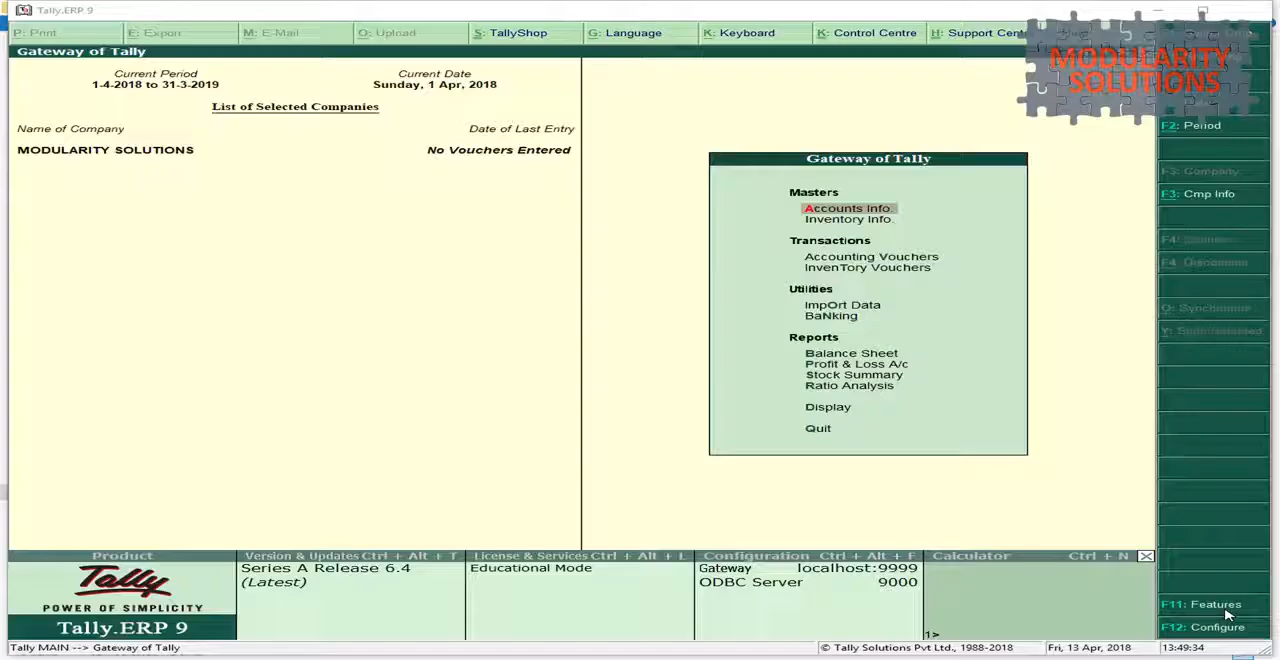 Tally.ERP 9
P: Print E: Export M: E-Mail O: Upload S: TallyShop G: Language K: Keyboard K: Control Centre H: Support
Gateway of Tally
MODULARITY
SOLUTIONS
Current Period
1-4-2018 to 31-3-2019
Current Date
Sunday, 1 Apr, 2018
List of Selected Companies
Name of Company Date of Last Entry
MODULARITY SOLUTIONS No Vouchers Entered
Gateway of Tally
Masters
Accounts Info.
Inventory Info.
Transactions
Accounting Vouchers
InvenTory Vouchers
Utilities
ImpOrt Data
BaNking
Reports
Balance Sheet
Profit & Loss A/c
Stock Summary
Ratio Analysis
Display
Quit
F2: Period
F3: Company
F3: Cmp Info
F11: Features
F12: Configure
Product
Tally
POWER OF SIMPLICITY
Tally.ERP 9
Version & Updates Ctrl + Alt + T
Series A Release 6.4
(Latest)
License & Services Ctrl + Alt + L
Educational Mode
Configuration Ctrl + Alt + F
Gateway localhost:9999
ODBC Server 9000
Calculator Ctrl + N
1>
Tally MAIN --> Gateway of Tally © Tally Solutions Pvt Ltd., 1988-2018 Fri, 13 Apr, 2018 13:49:34